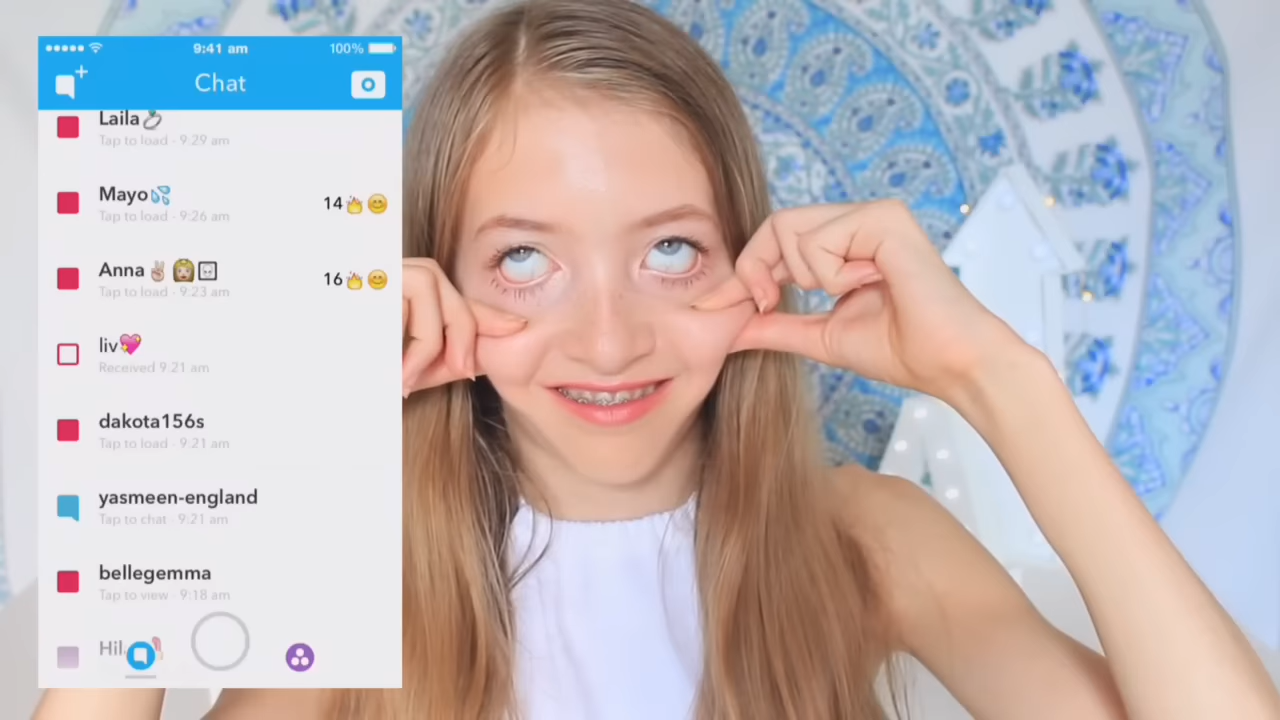 9:41 am
100%
Chat
Laila
Tap to load - 9:29 am
Mayo
Tap to load - 9:26 am
14
Anna
Tap to load - 9:23 am
16
liv
Received 9:21 am
dakota156s
Tap to load - 9:21 am
yasmeen-england
Tap to chat - 9:21 am
bellegemma
Tap to view - 9:18 am